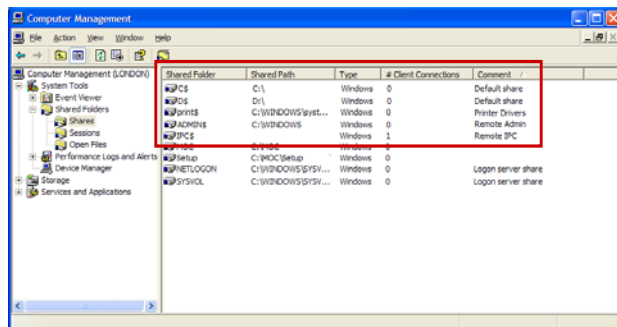 Computer Management
File Action View Window Help
Computer Management (LONDON)
System Tools
Event Viewer
Shared Folders
Shares
Sessions
Open Files
Performance Logs and Alerts
Device Manager
Storage
Services and Applications
Shared Folder Shared Path Type # Client Connections Comment
C$ C:\ Windows 0 Default share
D$ D:\ Windows 0 Default share
print$ C:\WINDOWS\syst... Windows 0 Printer Drivers
ADMIN$ C:\WINDOWS Windows 0 Remote Admin
IPC$ Windows 1 Remote IPC
Windows 0
Setup C:\MOC\Setup Windows 0
NETLOGON C:\WINDOWS\SYSV... Windows 0 Logon server share
SYSVOL C:\WINDOWS\SYSV... Windows 0 Logon server share